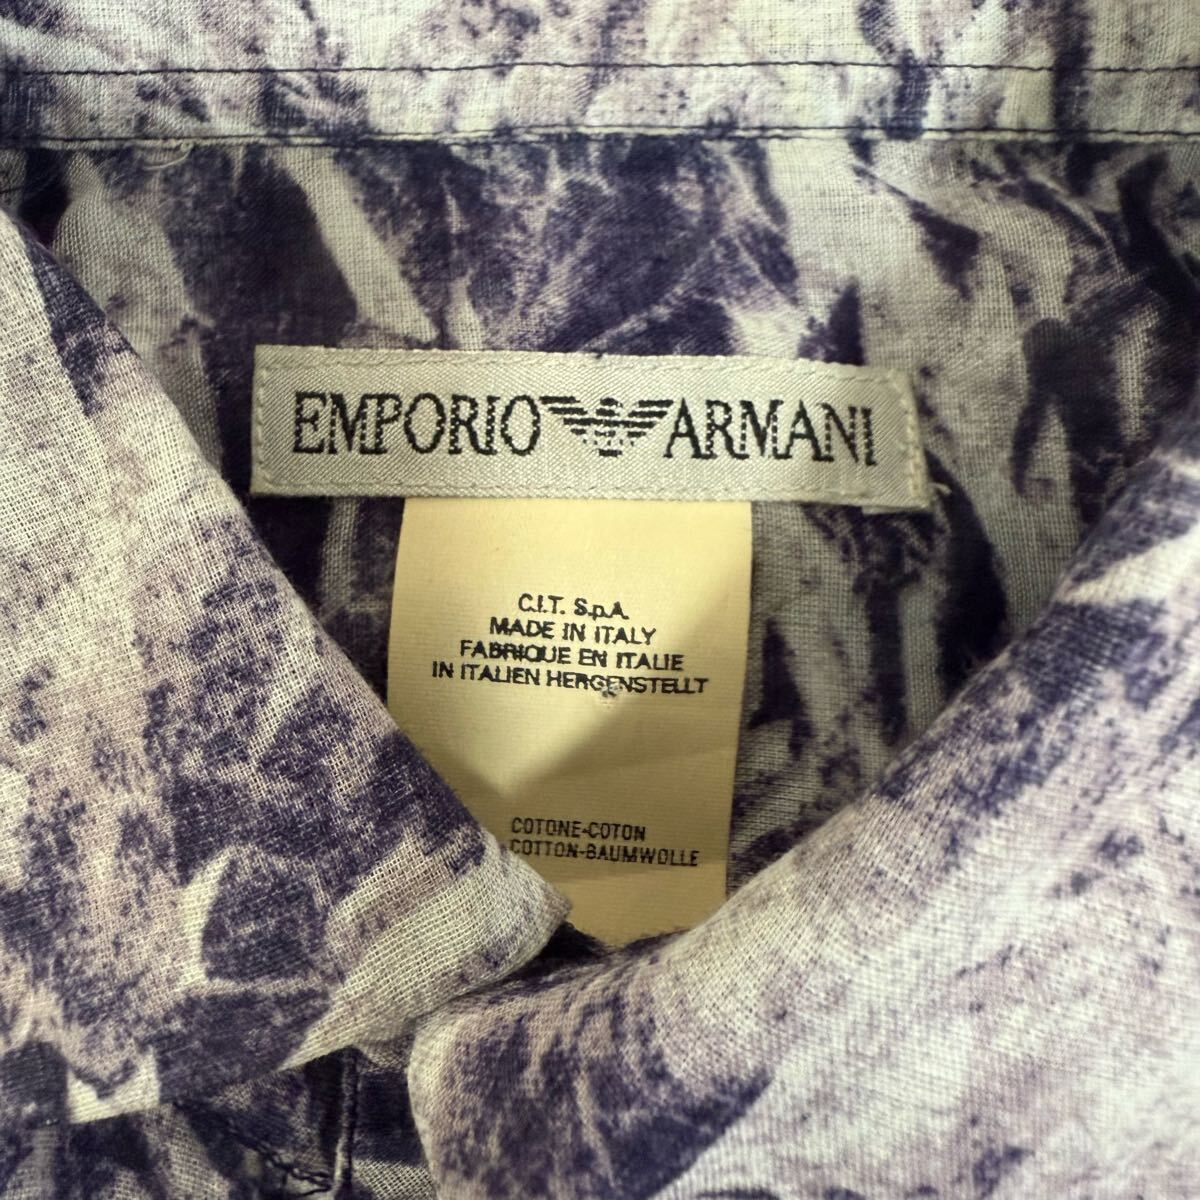 EMPORIO ARMANI
C.I.T. S.p.A.
MADE IN ITALY
FABRIQUE EN ITALIE
IN ITALIEN HERGENSTELLT
COTONE-COTON
COTTON-BAUMWOLLE